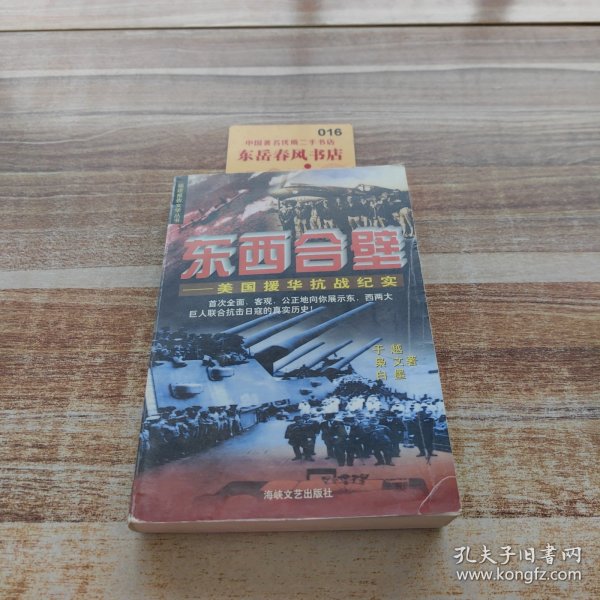 016
中国著名优质二手书店
东岳春风书店
东西合璧
——美国援华抗战纪实
首次全面、客观、公正地向你展示东、西两大
巨人联合抗击日寇的真实历史!
于越
文著
白墨
海峡文艺出版社
孔夫子旧书网
www.kongfz.com